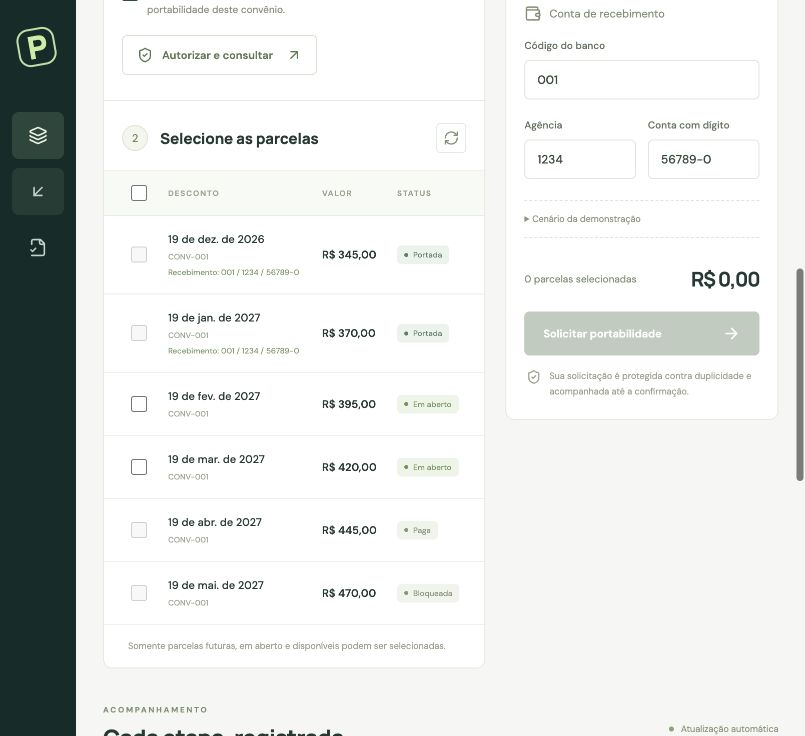 P
portabilidade deste convênio.
Autorizar e consultar
2
Selecione as parcelas
DESCONTO VALOR STATUS
19 de dez. de 2026
CONV-001
Recebimento: 001 / 1234 / 56789-0
R$ 345,00
Portada
19 de jan. de 2027
CONV-001
Recebimento: 001 / 1234 / 56789-0
R$ 370,00
Portada
19 de fev. de 2027
CONV-001
R$ 395,00
Em aberto
19 de mar. de 2027
CONV-001
R$ 420,00
Em aberto
19 de abr. de 2027
CONV-001
R$ 445,00
Paga
19 de mai. de 2027
CONV-001
R$ 470,00
Bloqueada
Somente parcelas futuras, em aberto e disponíveis podem ser selecionadas.
Conta de recebimento
Código do banco
001
Agência
1234
Conta com dígito
56789-0
Cenário da demonstração
0 parcelas selecionadas
R$ 0,00
Solicitar portabilidade
Sua solicitação é protegida contra duplicidade e
acompanhada até a confirmação.
ACOMPANHAMENTO
Cada etapa, registrada
Atualização automática